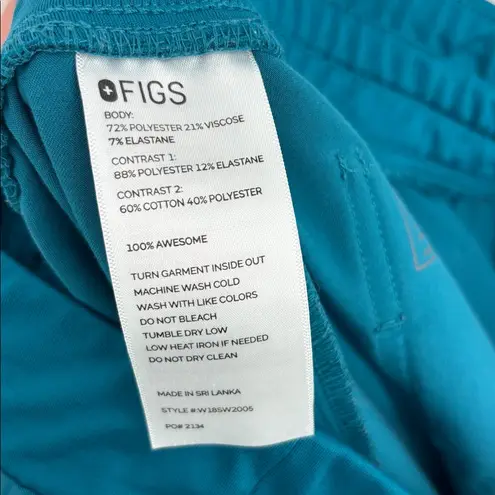 FIGS
BODY:
72% POLYESTER 21% VISCOSE
7% ELASTANE
CONTRAST 1:
88% POLYESTER 12% ELASTANE
CONTRAST 2:
60% COTTON 40% POLYESTER
100% AWESOME
TURN GARMENT INSIDE OUT
MACHINE WASH COLD
WASH WITH LIKE COLORS
DO NOT BLEACH
TUMBLE DRY LOW
LOW HEAT IRON IF NEEDED
DO NOT DRY CLEAN
MADE IN SRI LANKA
STYLE #:W18SW2005
PO# 2134